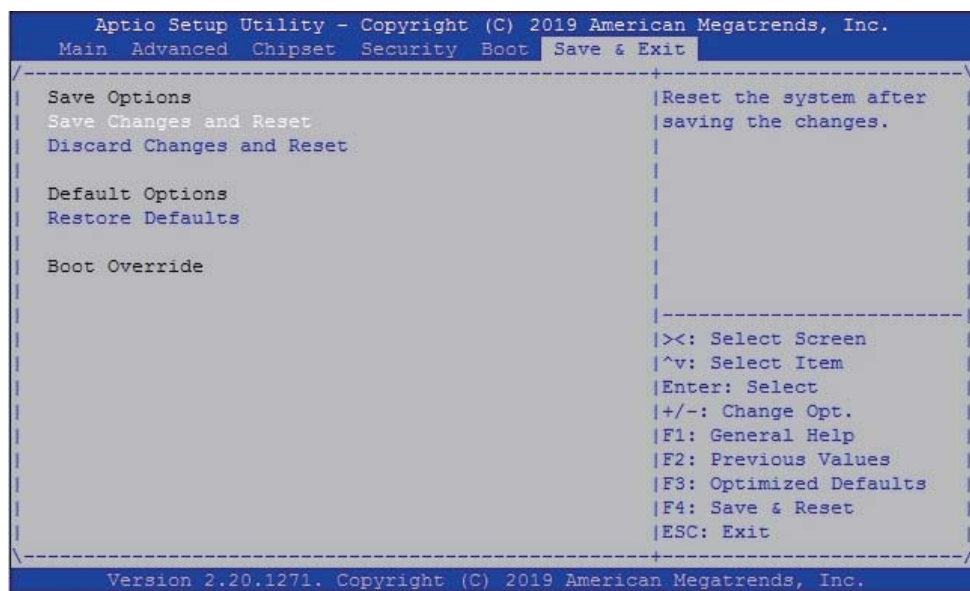 Aptio Setup Utility - Copyright (C) 2019 American Megatrends, Inc.
Main Advanced Chipset Security Boot Save & Exit
Save Options
Save Changes and Reset
Discard Changes and Reset
Default Options
Restore Defaults
Boot Override
Reset the system after
saving the changes.
><: Select Screen
^v: Select Item
Enter: Select
+/-: Change Opt.
F1: General Help
F2: Previous Values
F3: Optimized Defaults
F4: Save & Reset
ESC: Exit
Version 2.20.1271. Copyright (C) 2019 American Megatrends, Inc.